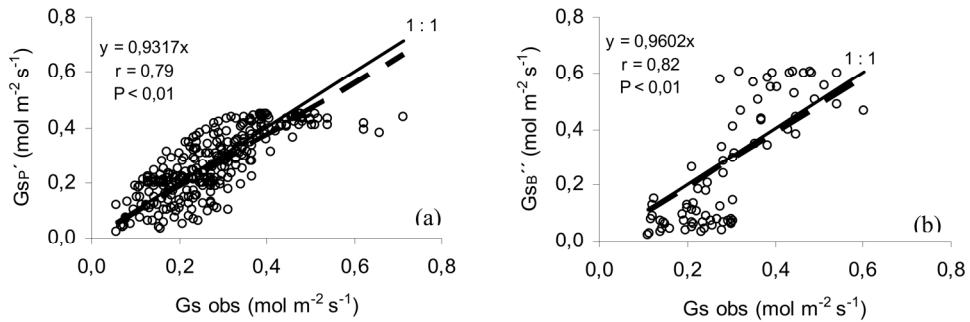 y = 0,9317x
r = 0,79
P < 0,01
1 : 1
0,8
0,6
0,4
0,2
0,0
GsP´ (mol m-2 s-1)
(a)
0,0 0,2 0,4 0,6 0,8
Gs obs (mol m-2 s-1)
y = 0,9602x
r = 0,82
P < 0,01
1 : 1
0,8
0,6
0,4
0,2
0,0
GsB´´ (mol m-2 s-1)
(b)
0,0 0,2 0,4 0,6 0,8
Gs obs (mol m-2 s-1)